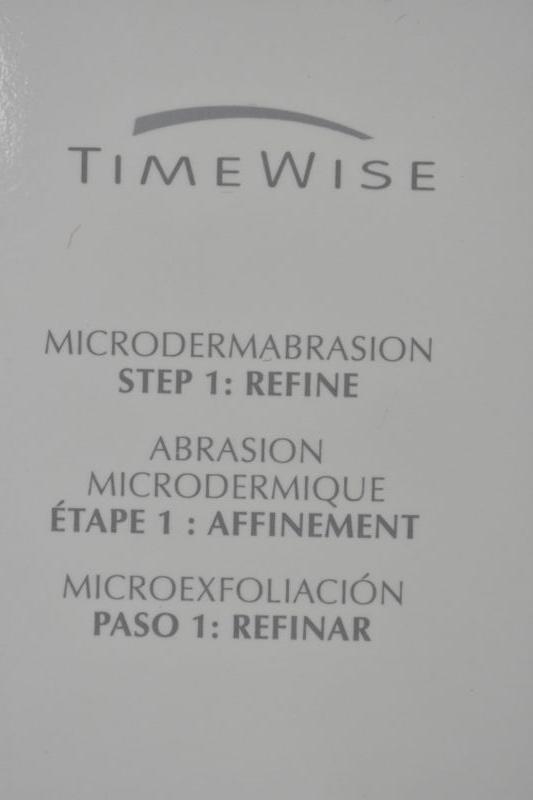 TIMEWISE
MICRODERMABRASION
STEP 1: REFINE
ABRASION
MICRODERMIQUE
ÉTAPE 1 : AFFINEMENT
MICROEXFOLIACIÓN
PASO 1: REFINAR